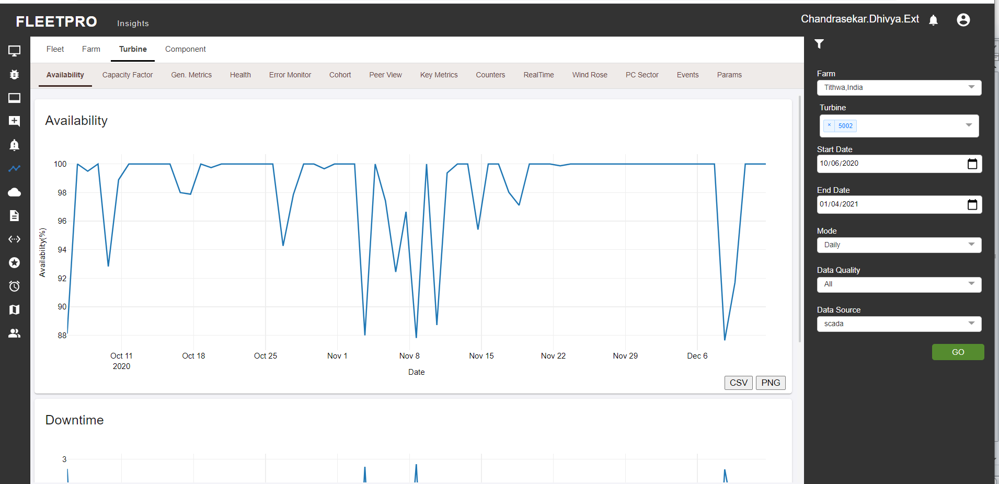 FLEETPRO Insights Chandrasekar.Dhivya.Ext
Fleet Farm Turbine Component
Availability Capacity Factor Gen. Metrics Health Error Monitor Cohort Peer View Key Metrics Counters RealTime Wind Rose PC Sector Events Params
Availability
100
98
96
94
92
90
88
Availability(%)
Oct 11 Oct 18 Oct 25 Nov 1 Nov 8 Nov 15 Nov 22 Nov 29 Dec 6
2020
Date
CSV PNG
Downtime
3
Farm
Tithwa,India
Turbine
× 5002
Start Date
10/06/2020
End Date
01/04/2021
Mode
Daily
Data Quality
All
Data Source
scada
GO